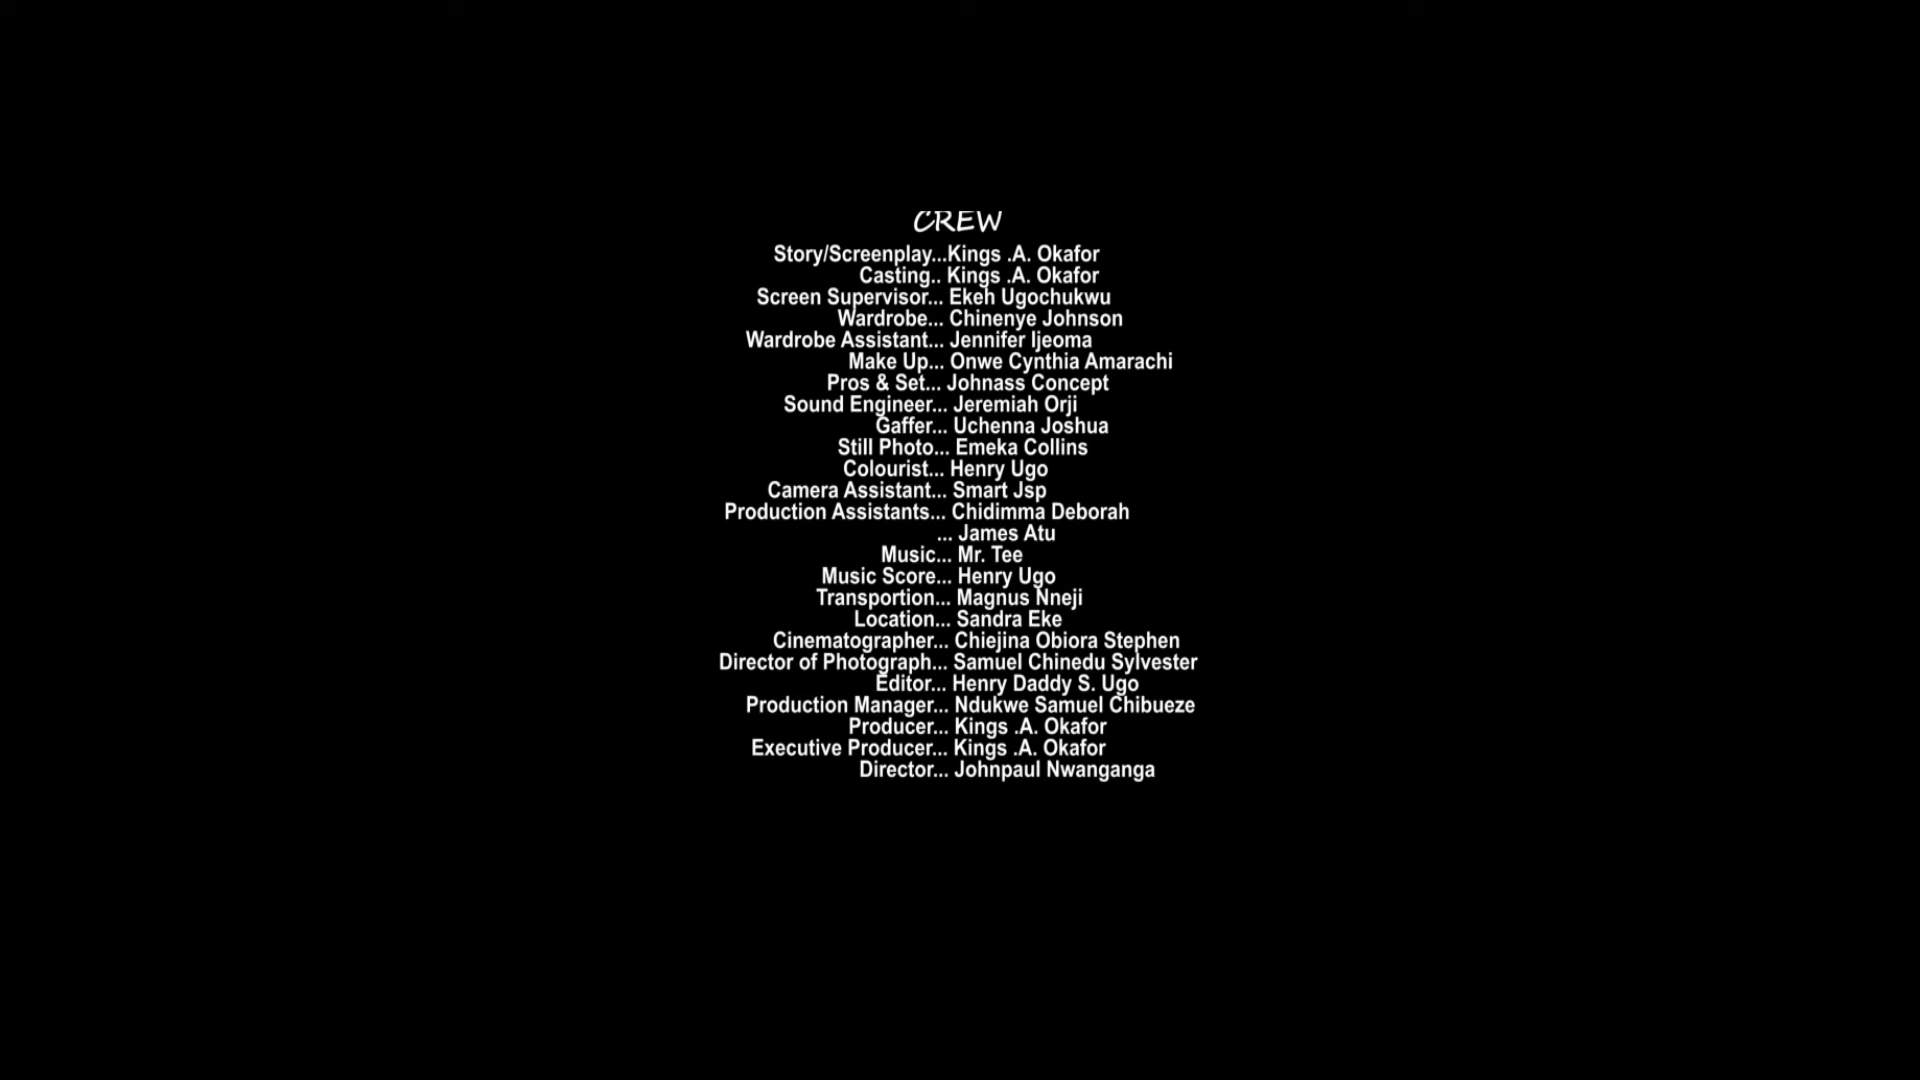 CREW
Story/Screenplay...Kings .A. Okafor
Casting.. Kings .A. Okafor
Screen Supervisor... Ekeh Ugochukwu
Wardrobe... Chinenye Johnson
Wardrobe Assistant... Jennifer Ijeoma
Make Up... Onwe Cynthia Amarachi
Pros & Set... Johnass Concept
Sound Engineer... Jeremiah Orji
Gaffer... Uchenna Joshua
Still Photo... Emeka Collins
Colourist... Henry Ugo
Camera Assistant... Smart Jsp
Production Assistants... Chidimma Deborah
... James Atu
Music... Mr. Tee
Music Score... Henry Ugo
Transportion... Magnus Nneji
Location... Sandra Eke
Cinematographer... Chiejina Obiora Stephen
Director of Photograph... Samuel Chinedu Sylvester
Editor... Henry Daddy S. Ugo
Production Manager... Ndukwe Samuel Chibueze
Producer... Kings .A. Okafor
Executive Producer... Kings .A. Okafor
Director... Johnpaul Nwanganga